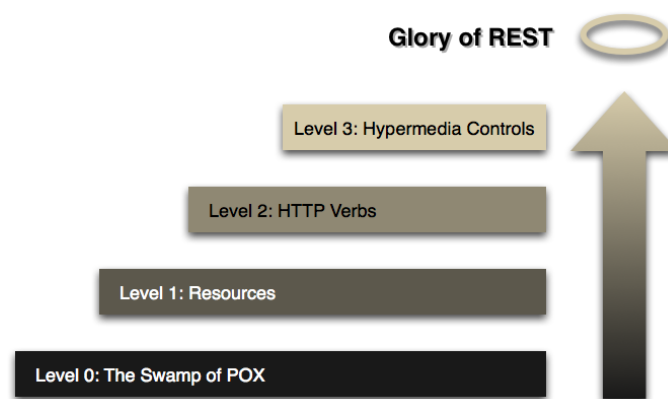 Glory of REST
Level 3: Hypermedia Controls
Level 2: HTTP Verbs
Level 1: Resources
Level 0: The Swamp of POX